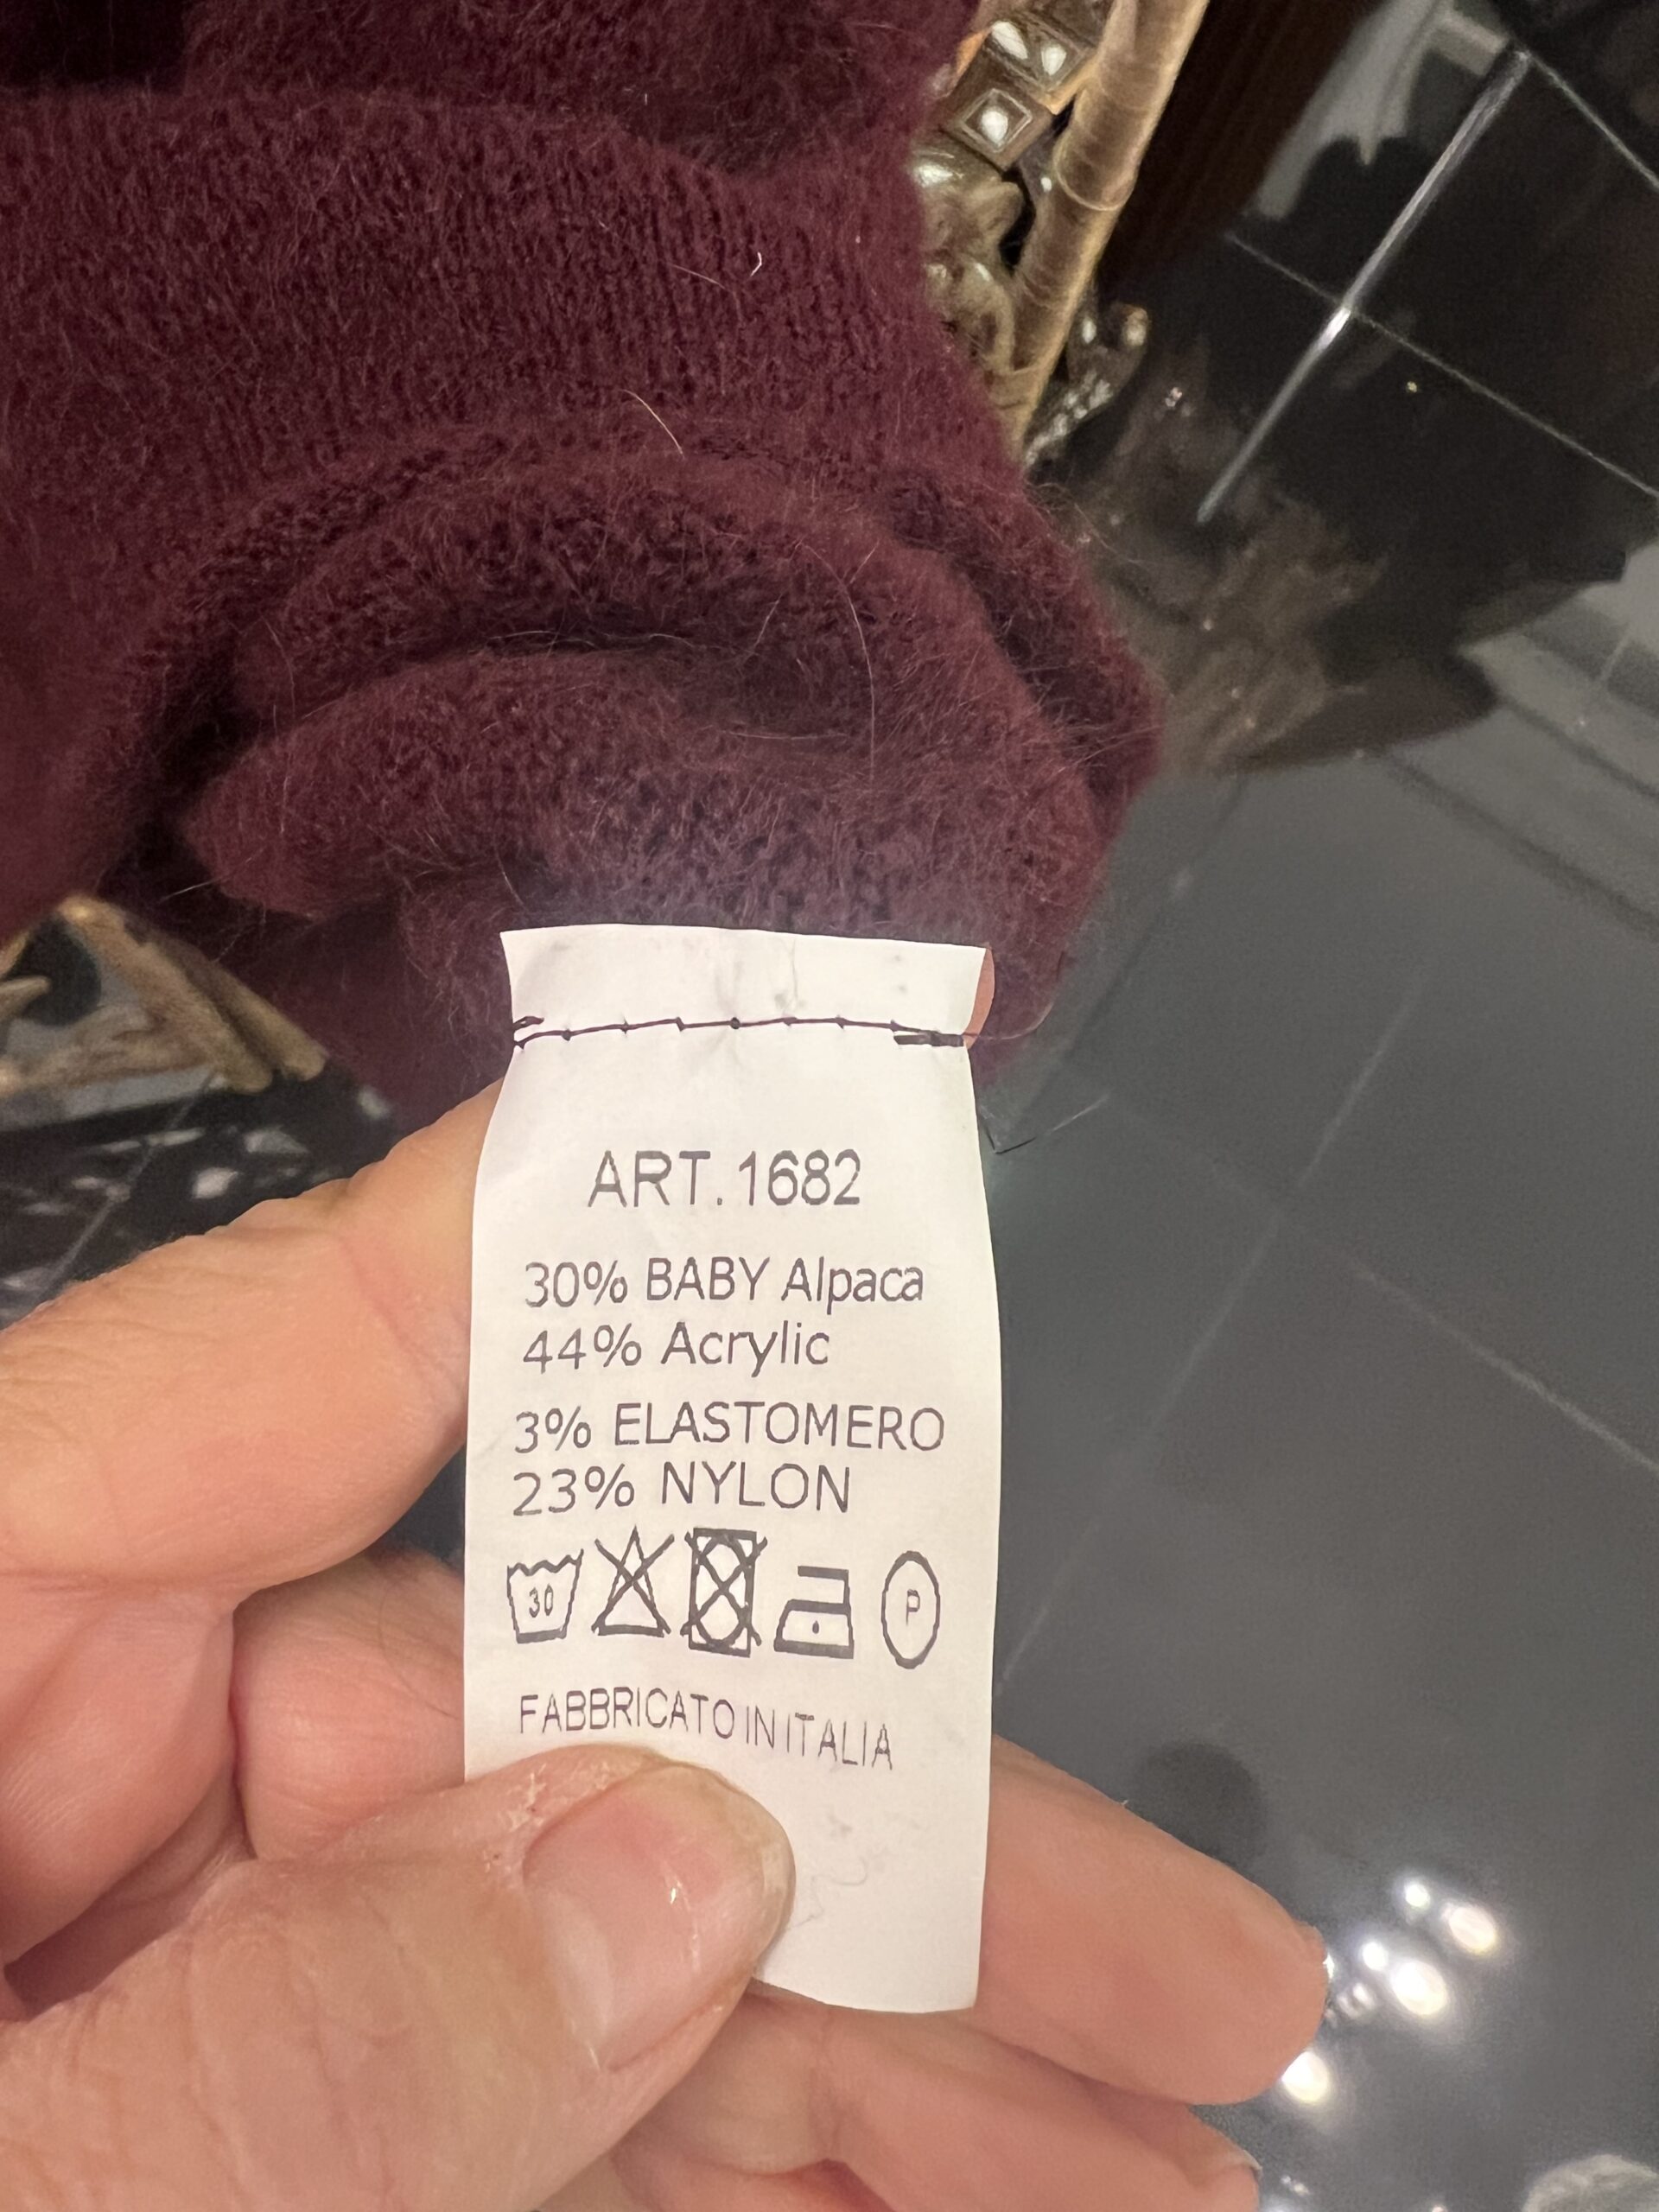 ART.1682
30% BABY Alpaca
44% Acrylic
3% ELASTOMERO
23% NYLON
30 P
FABBRICATO IN ITALIA